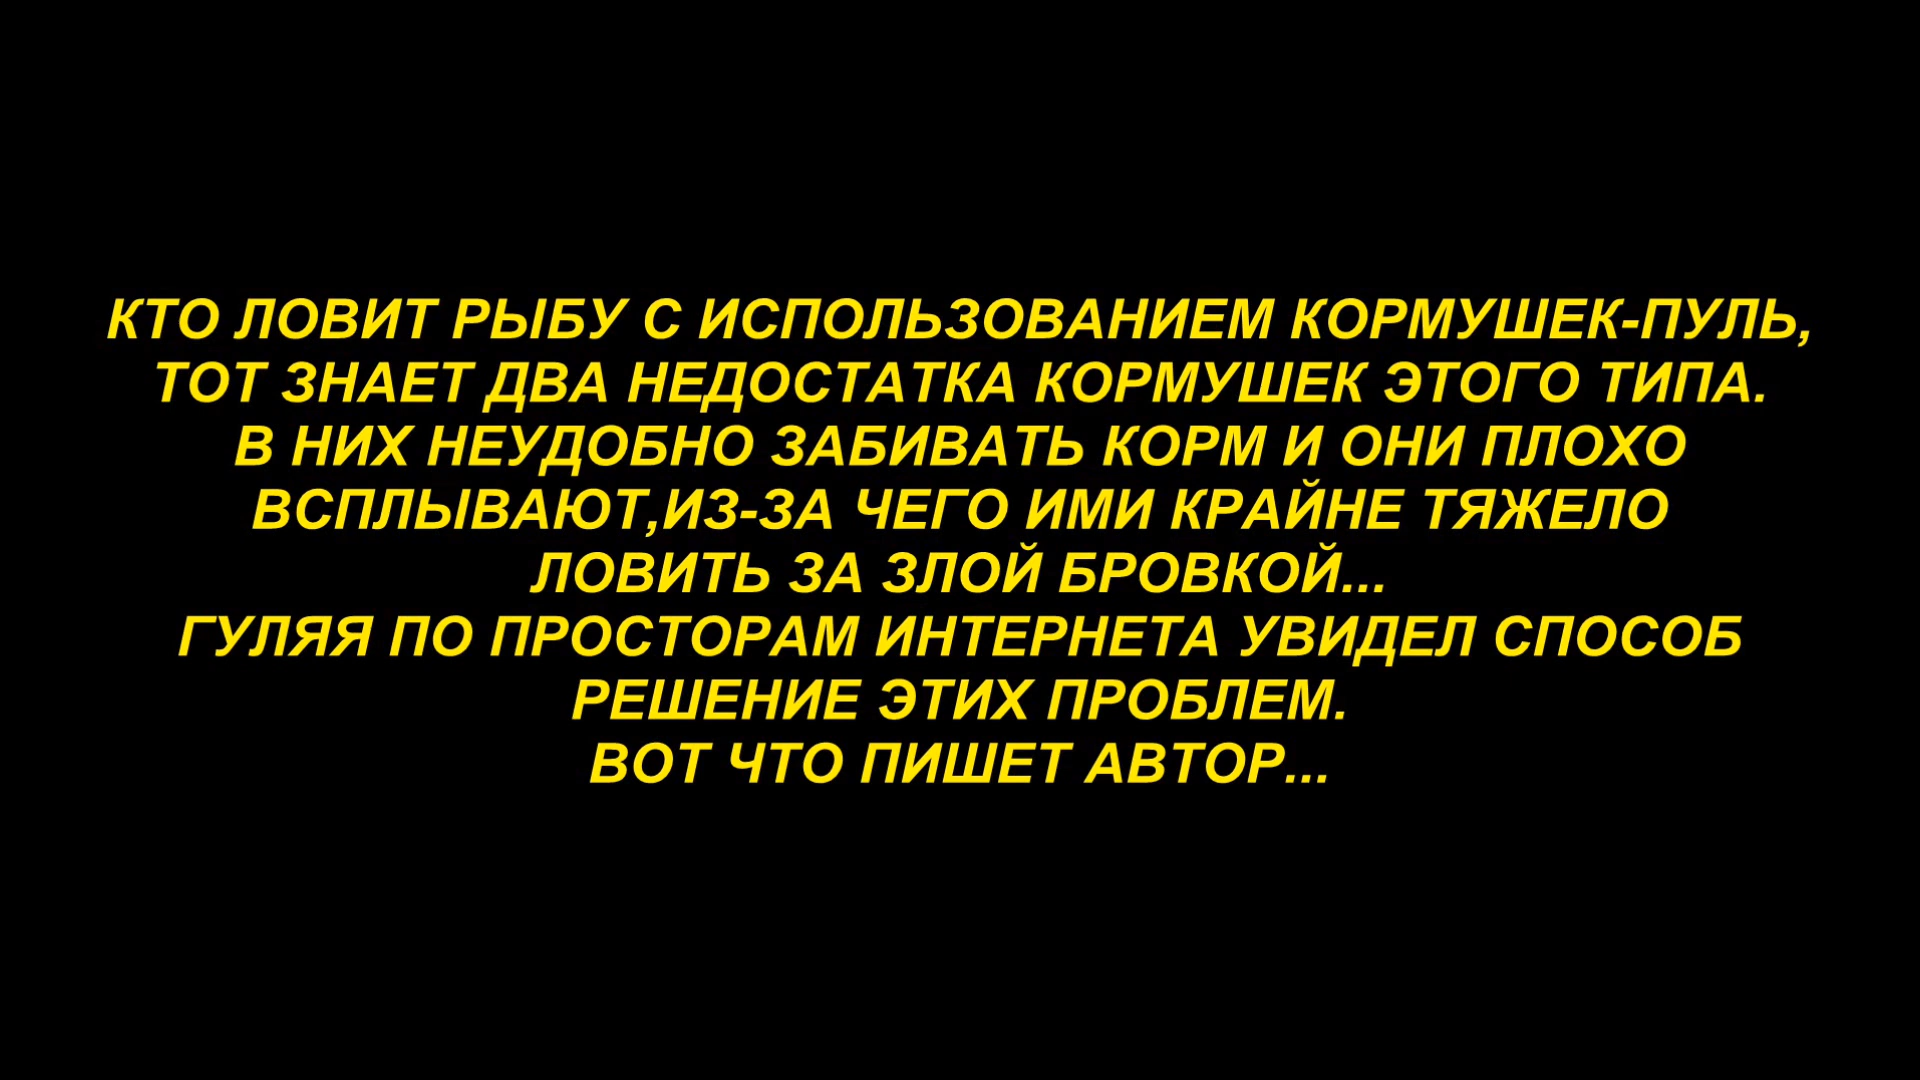 КТО ЛОВИТ РЫБУ С ИСПОЛЬЗОВАНИЕМ КОРМУШЕК-ПУЛЬ,
ТОТ ЗНАЕТ ДВА НЕДОСТАТКА КОРМУШЕК ЭТОГО ТИПА.
В НИХ НЕУДОБНО ЗАБИВАТЬ КОРМ И ОНИ ПЛОХО
ВСПЛЫВАЮТ,ИЗ-ЗА ЧЕГО ИМИ КРАЙНЕ ТЯЖЕЛО
ЛОВИТЬ ЗА ЗЛОЙ БРОВКОЙ...
ГУЛЯЯ ПО ПРОСТОРАМ ИНТЕРНЕТА УВИДЕЛ СПОСОБ
РЕШЕНИЕ ЭТИХ ПРОБЛЕМ.
ВОТ ЧТО ПИШЕТ АВТОР...